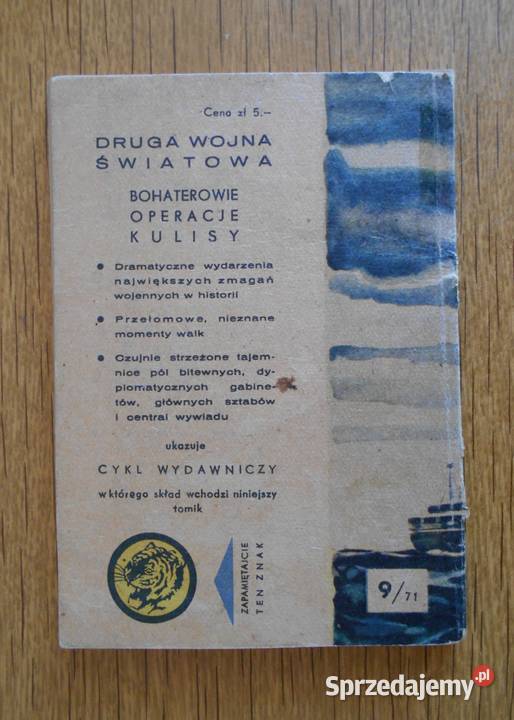 Cena zł 5.—
DRUGA WOJNA
ŚWIATOWA
BOHATEROWIE
OPERACJE
KULISY
• Dramatyczne wydarzenia
największych zmagań
wojennych w historii
• Przełomowe, nieznane
momenty walk
• Czujnie strzeżone tajem-
nice pól bitewnych, dy-
plomatycznych gabine-
tów, głównych sztabów
i central wywiadu
ukazuje
CYKL WYDAWNICZY
w którego skład wchodzi niniejszy
tomik
ZAPAMIĘTAJCIE
TEN ZNAK
9/71
Sprzedajemy.pl